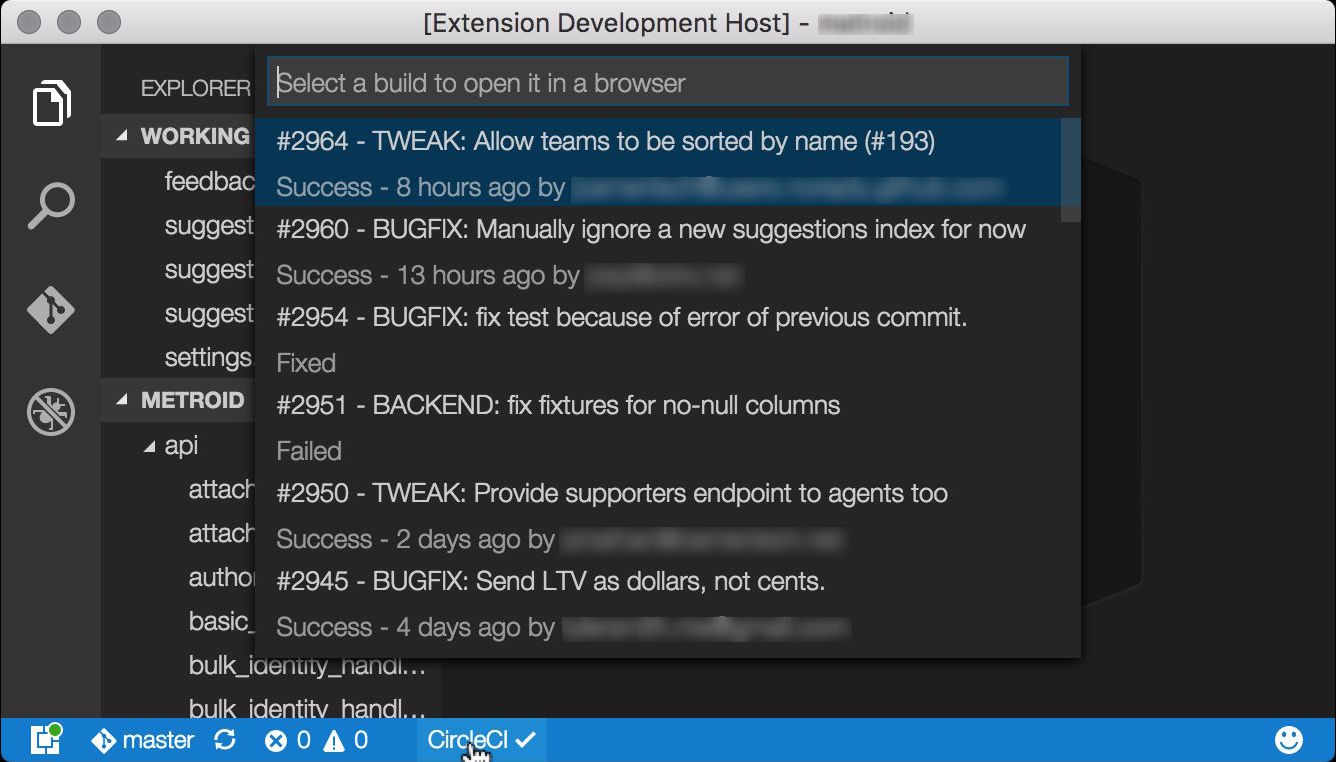 [Extension Development Host] -
EXPLORER
Select a build to open it in a browser
WORKING
#2964 - TWEAK: Allow teams to be sorted by name (#193)
feedbac
Success - 8 hours ago by
suggest
#2960 - BUGFIX: Manually ignore a new suggestions index for now
suggest
Success - 13 hours ago by
suggest
#2954 - BUGFIX: fix test because of error of previous commit.
settings.
Fixed
METROID
#2951 - BACKEND: fix fixtures for no-null columns
api
Failed
attach
#2950 - TWEAK: Provide supporters endpoint to agents too
attach
Success - 2 days ago by
author
#2945 - BUGFIX: Send LTV as dollars, not cents.
basic_
Success - 4 days ago by
bulk_identity_handl...
bulk_identity_handl...
master 0 0 CircleCI